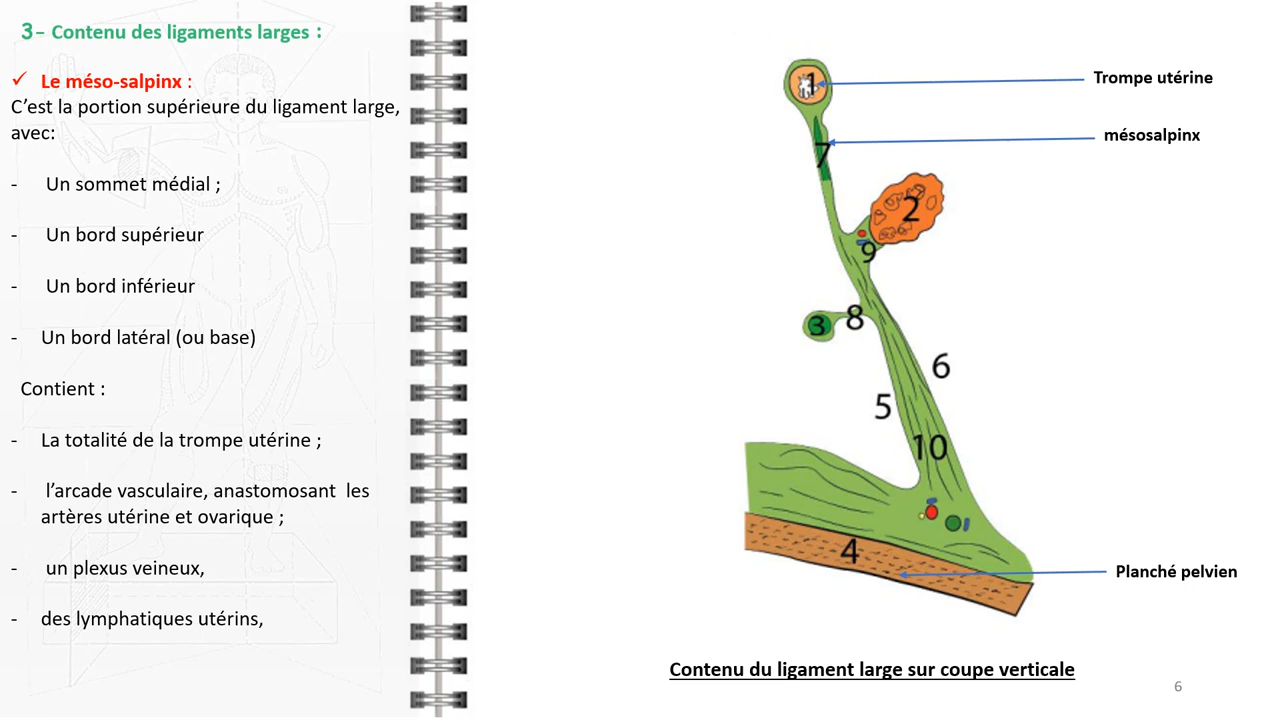 3- Contenu des ligaments larges :
✓ Le méso-salpinx :
C'est la portion supérieure du ligament large,
avec:
- Un sommet médial ;
- Un bord supérieur
- Un bord inférieur
- Un bord latéral (ou base)
Contient :
- La totalité de la trompe utérine ;
- l'arcade vasculaire, anastomosant les
artères utérine et ovarique ;
- un plexus veineux,
- des lymphatiques utérins,
1
Trompe utérine
7
mésosalpinx
2
9
3
8
6
5
10
4
Planché pelvien
Contenu du ligament large sur coupe verticale
6